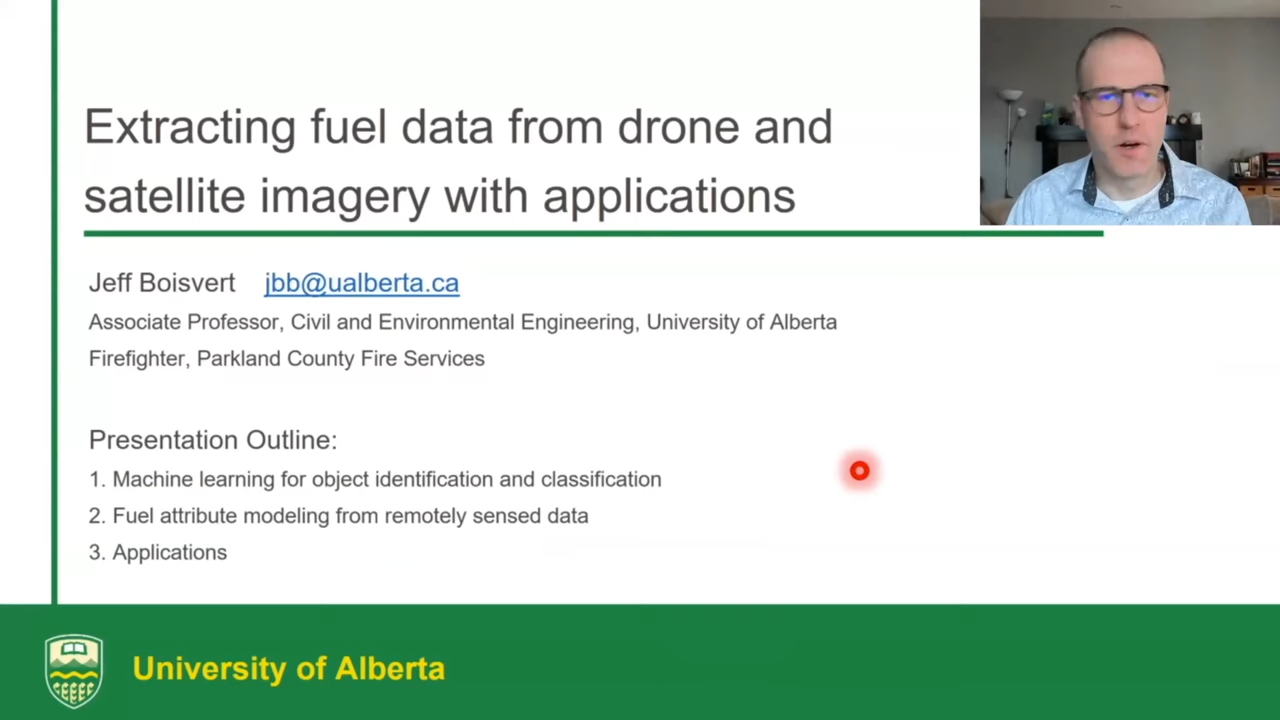 Extracting fuel data from drone and
satellite imagery with applications
Jeff Boisvert jbb@ualberta.ca
Associate Professor, Civil and Environmental Engineering, University of Alberta
Firefighter, Parkland County Fire Services
Presentation Outline:
1. Machine learning for object identification and classification
2. Fuel attribute modeling from remotely sensed data
3. Applications
University of Alberta